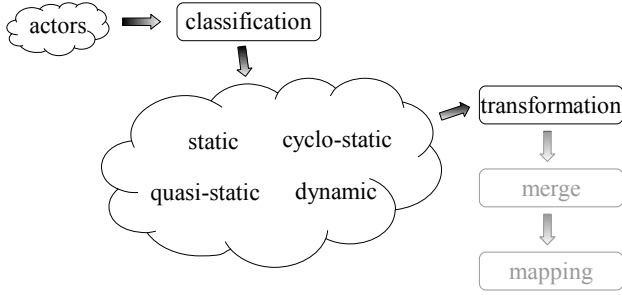 actors
classification
static
cyclo-static
quasi-static
dynamic
transformation
merge
mapping